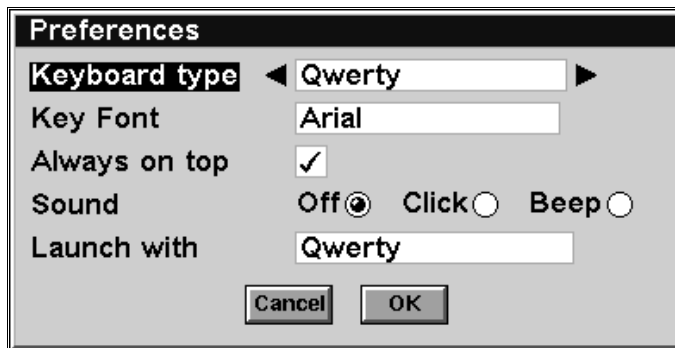 Preferences
Keyboard type Qwerty
Key Font Arial
Always on top
Sound Off Click Beep
Launch with Qwerty
Cancel OK